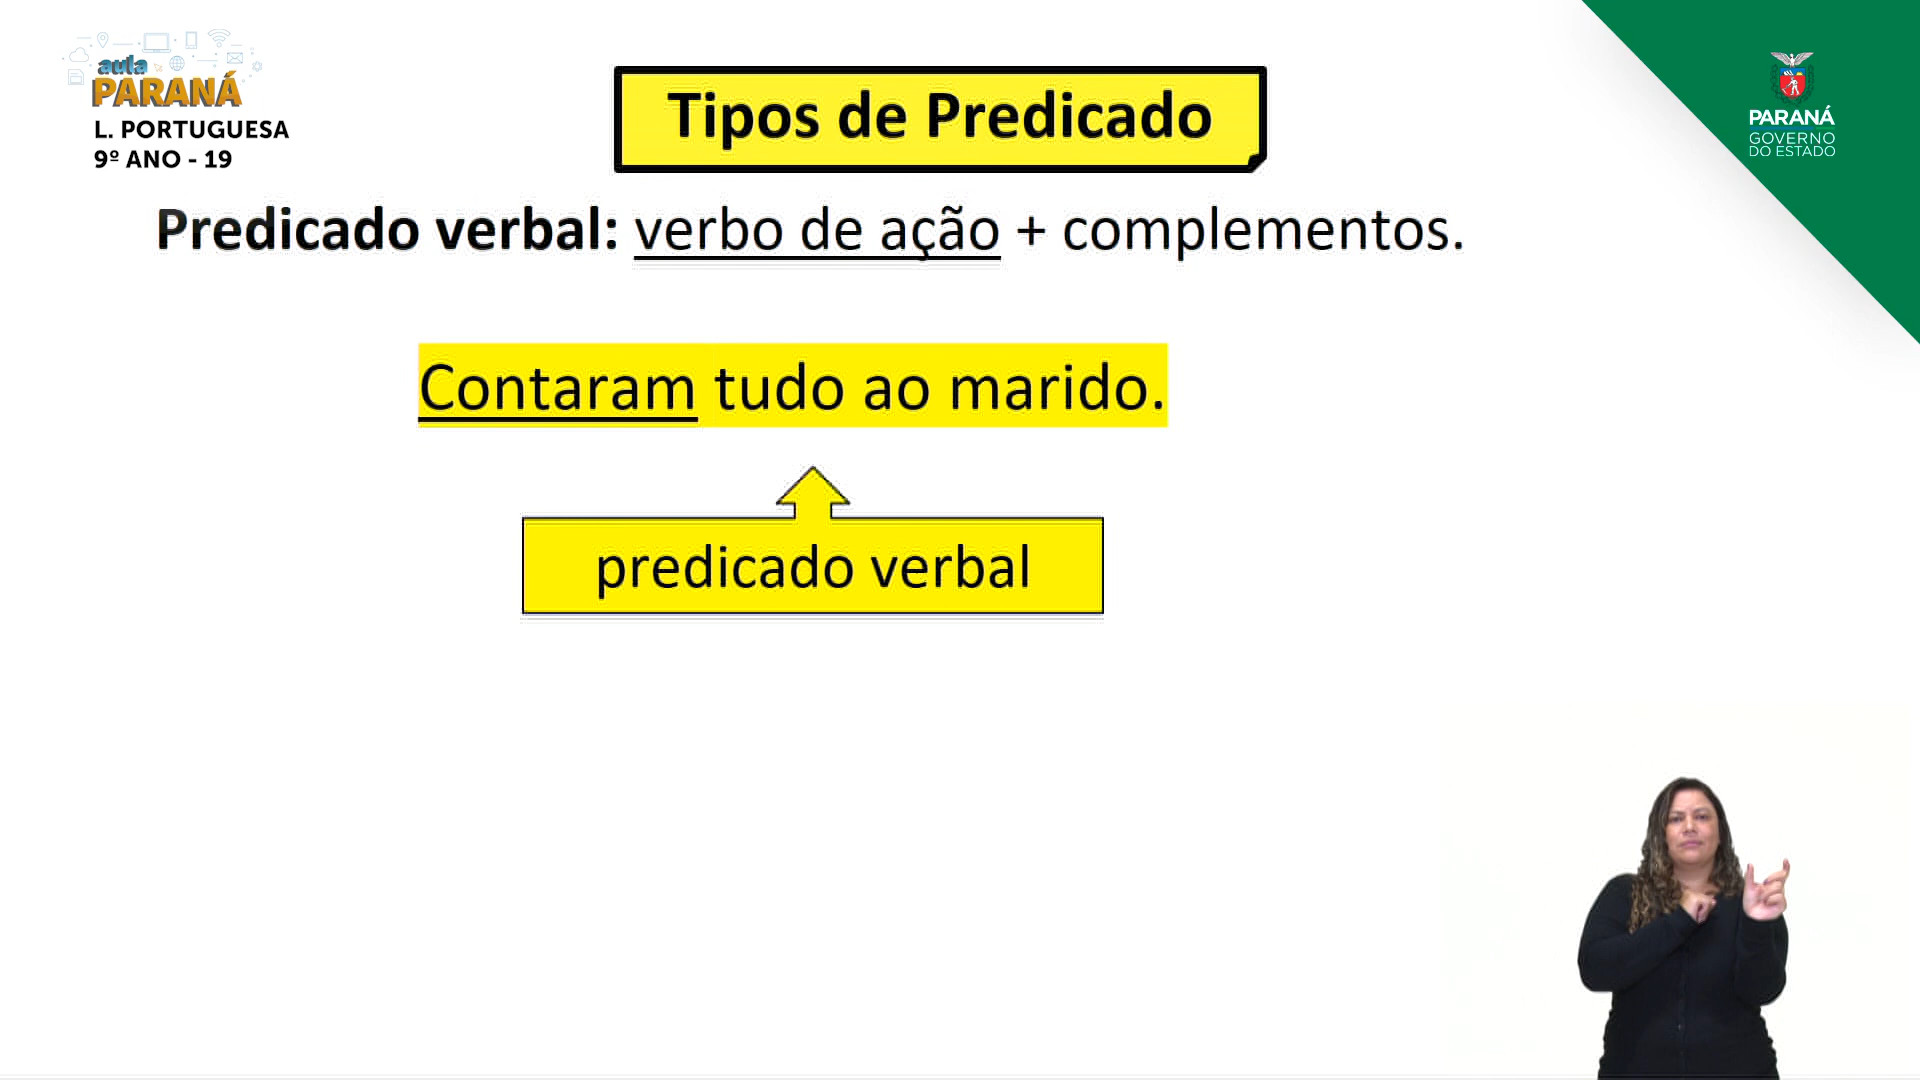 aula
PARANÁ
L. PORTUGUESA
9º ANO - 19
Tipos de Predicado
PARANÁ
GOVERNO
DO ESTADO
Predicado verbal: verbo de ação + complementos.
Contaram tudo ao marido.
predicado verbal